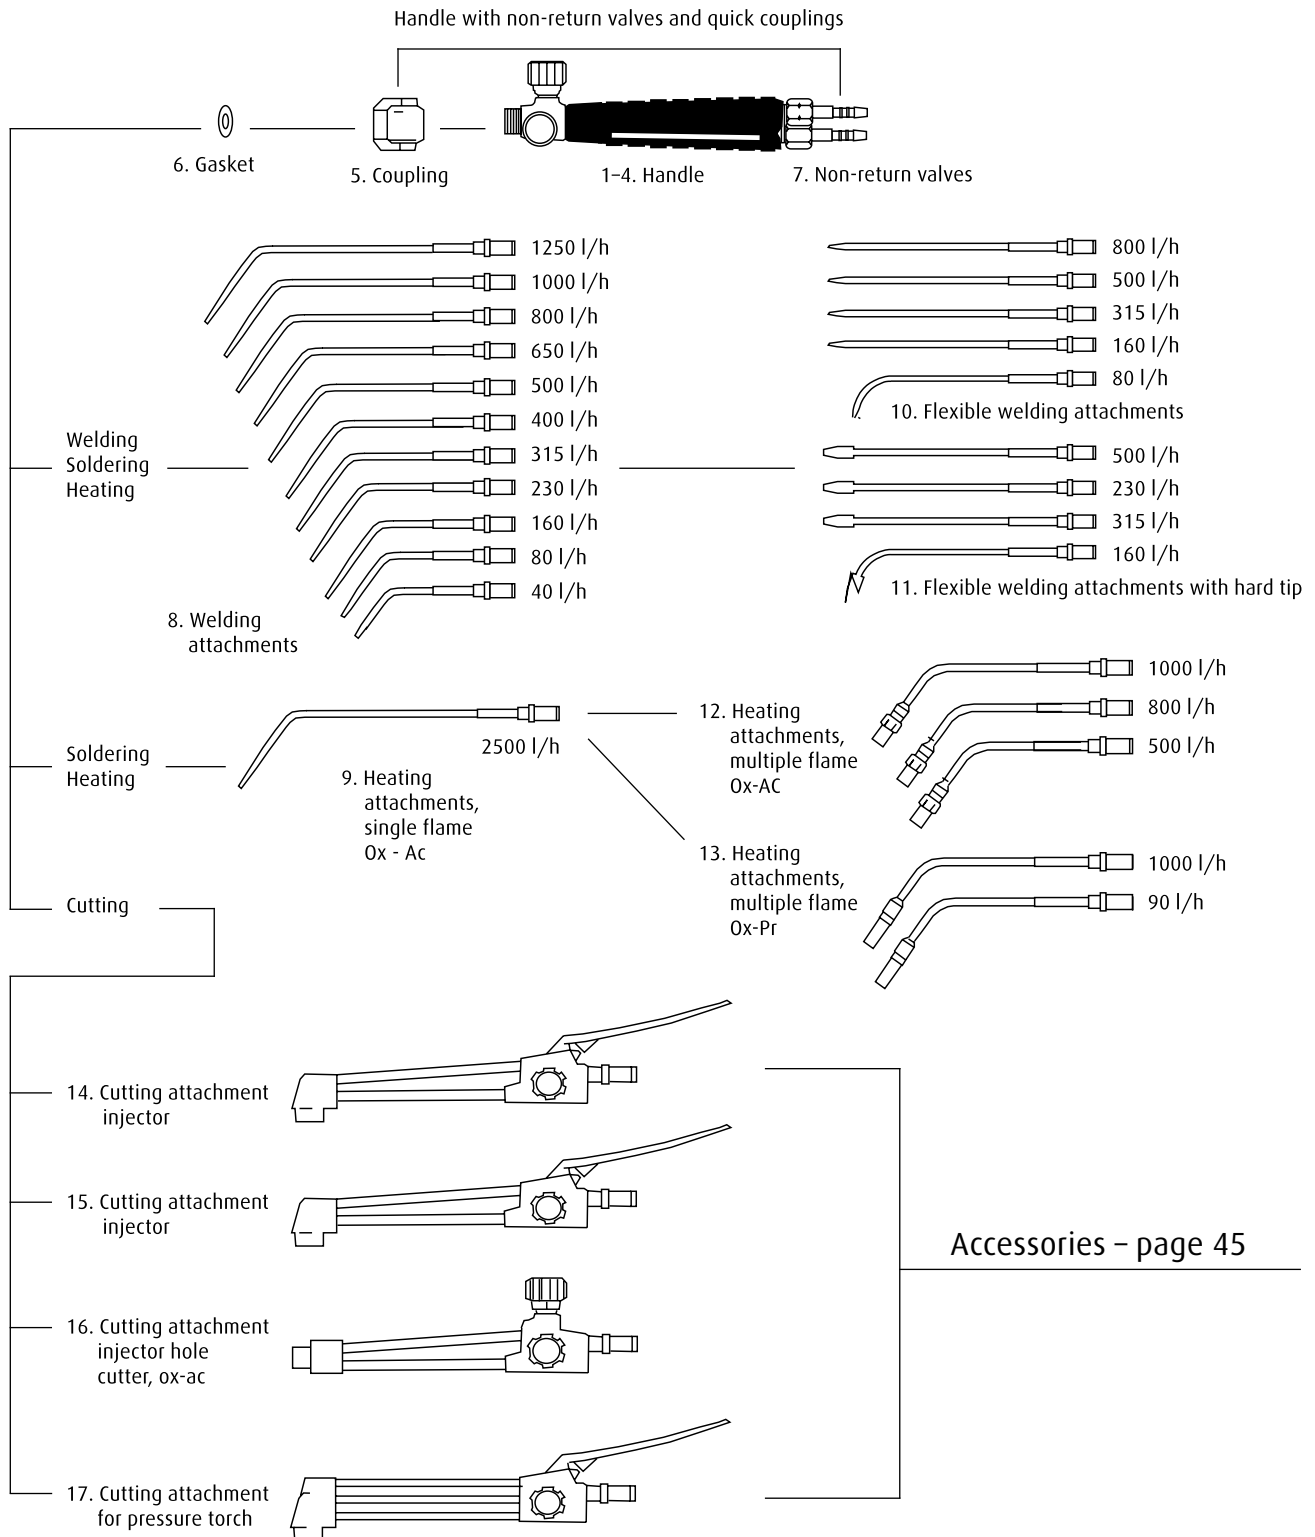 Handle with non-return valves and quick couplings
6. Gasket
5. Coupling
1–4. Handle
7. Non-return valves
1250 l/h
1000 l/h
800 l/h
650 l/h
500 l/h
400 l/h
315 l/h
230 l/h
160 l/h
80 l/h
40 l/h
Welding
Soldering
Heating
8. Welding
attachments
800 l/h
500 l/h
315 l/h
160 l/h
80 l/h
10. Flexible welding attachments
500 l/h
230 l/h
315 l/h
160 l/h
11. Flexible welding attachments with hard tip
Soldering
Heating
2500 l/h
9. Heating
attachments,
single flame
Ox - Ac
12. Heating
attachments,
multiple flame
Ox-AC
1000 l/h
800 l/h
500 l/h
13. Heating
attachments,
multiple flame
Ox-Pr
1000 l/h
90 l/h
Cutting
14. Cutting attachment
injector
15. Cutting attachment
injector
16. Cutting attachment
injector hole
cutter, ox-ac
17. Cutting attachment
for pressure torch
Accessories – page 45